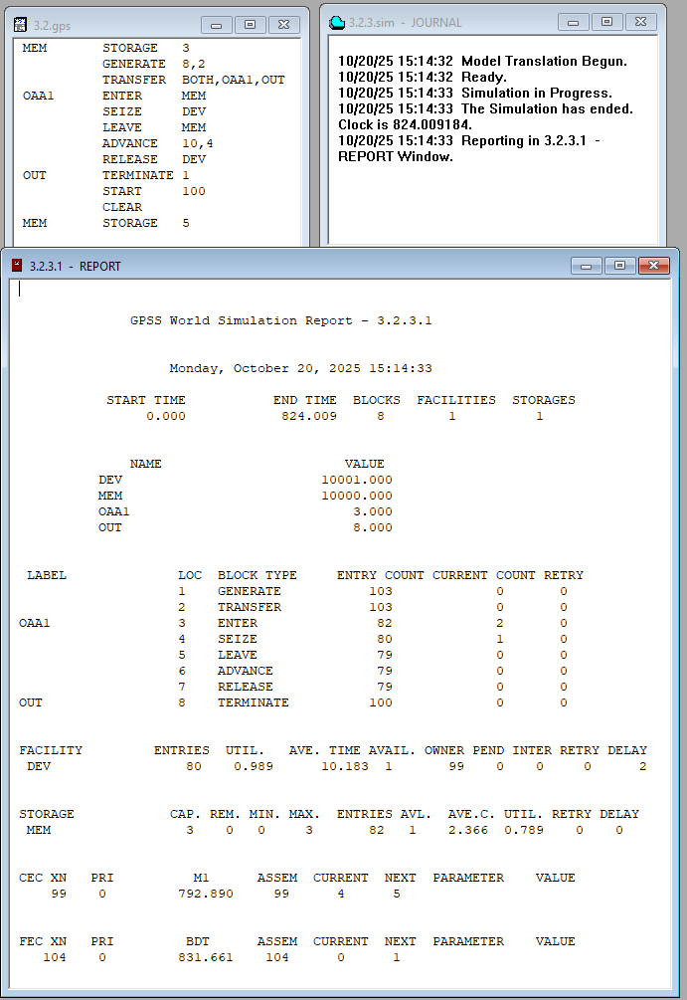 3.2.gps
MEM STORAGE 3
GENERATE 8,2
TRANSFER BOTH,OAA1,OUT
OAA1 ENTER MEM
SEIZE DEV
LEAVE MEM
ADVANCE 10,4
RELEASE DEV
OUT TERMINATE 1
START 100
CLEAR
MEM STORAGE 5
3.2.3.sim - JOURNAL
10/20/25 15:14:32 Model Translation Begun.
10/20/25 15:14:32 Ready.
10/20/25 15:14:33 Simulation in Progress.
10/20/25 15:14:33 The Simulation has ended.
Clock is 824.009184.
10/20/25 15:14:33 Reporting in 3.2.3.1 -
REPORT Window.
3.2.3.1 - REPORT
GPSS World Simulation Report - 3.2.3.1
Monday, October 20, 2025 15:14:33
START TIME END TIME BLOCKS FACILITIES STORAGES
0.000 824.009 8 1 1
NAME VALUE
DEV 10001.000
MEM 10000.000
OAA1 3.000
OUT 8.000
LABEL LOC BLOCK TYPE ENTRY COUNT CURRENT COUNT RETRY
1 GENERATE 103 0 0
2 TRANSFER 103 0 0
OAA1 3 ENTER 82 2 0
4 SEIZE 80 1 0
5 LEAVE 79 0 0
6 ADVANCE 79 0 0
7 RELEASE 79 0 0
OUT 8 TERMINATE 100 0 0
FACILITY ENTRIES UTIL. AVE. TIME AVAIL. OWNER PEND INTER RETRY DELAY
DEV 80 0.989 10.183 1 99 0 0 0 2
STORAGE CAP. REM. MIN. MAX. ENTRIES AVL. AVE.C. UTIL. RETRY DELAY
MEM 3 0 0 3 82 1 2.366 0.789 0 0
CEC XN PRI M1 ASSEM CURRENT NEXT PARAMETER VALUE
99 0 792.890 99 4 5
FEC XN PRI BDT ASSEM CURRENT NEXT PARAMETER VALUE
104 0 831.661 104 0 1